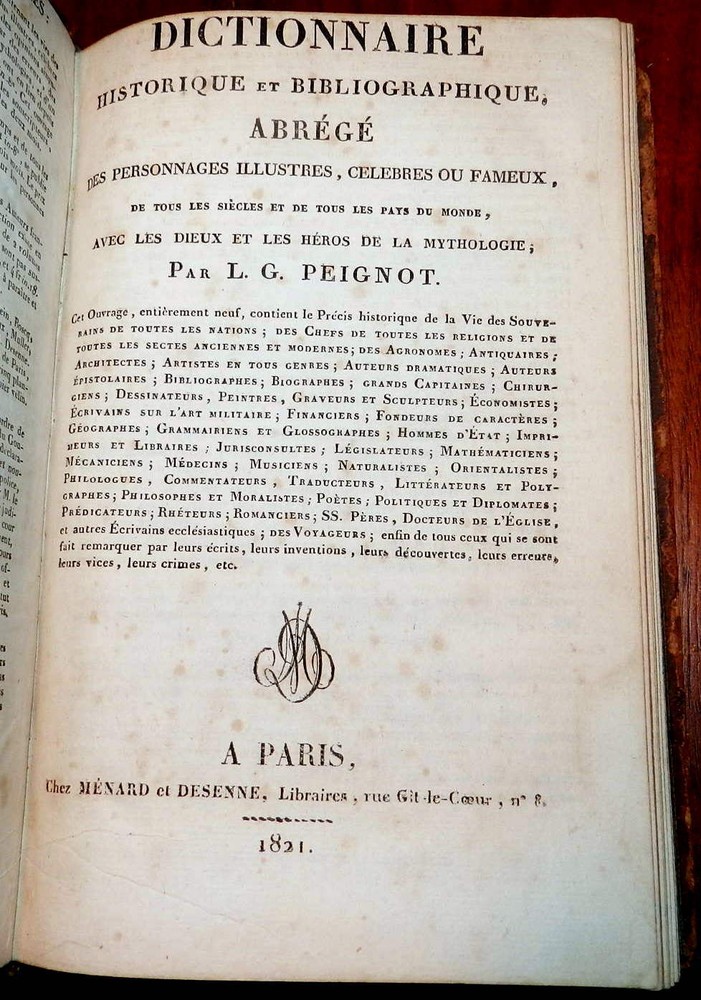 DICTIONNAIRE
HISTORIQUE ET BIBLIOGRAPHIQUE,
ABRÉGÉ
DES PERSONNAGES ILLUSTRES, CELEBRES OU FAMEUX,
DE TOUS LES SIÈCLES ET DE TOUS LES PAYS DU MONDE,
AVEC LES DIEUX ET LES HÉROS DE LA MYTHOLOGIE;
PAR L. G. PEIGNOT.
Cet Ouvrage, entièrement neuf, contient le Précis historique de la Vie des SOUVE-
RAINS DE TOUTES LES NATIONS; DES CHEFS DE TOUTES LES RELIGIONS ET DE
TOUTES LES SECTES ANCIENNES ET MODERNES; DES AGRONOMES; ANTIQUAIRES;
ARCHITECTES; ARTISTES EN TOUS GENRES; AUTEURS DRAMATIQUES; AUTEURS
ÉPISTOLAIRES; BIBLIOGRAPHES; BIOGRAPHES; GRANDS CAPITAINES; CHIRUR-
GIENS; DESSINATEURS, PEINTRES, GRAVEURS ET SCULPTEURS; ÉCONOMISTES;
ÉCRIVAINS SUR L'ART MILITAIRE; FINANCIERS; FONDEURS DE CARACTÈRES;
GÉOGRAPHES; GRAMMAIRIENS ET GLOSSOGRAPHES; HOMMES D'ÉTAT; IMPRI-
MEURS ET LIBRAIRES; JURISCONSULTES; LÉGISLATEURS; MATHÉMATICIENS;
MÉCANICIENS; MÉDECINS; MUSICIENS; NATURALISTES; ORIENTALISTES;
PHILOLOGUES, COMMENTATEURS, TRADUCTEURS, LITTÉRATEURS ET POLY-
GRAPHES; PHILOSOPHES ET MORALISTES; POÈTES; POLITIQUES ET DIPLOMATES;
PRÉDICATEURS; RHÉTEURS; ROMANCIERS; SS. PÈRES, DOCTEURS DE L'ÉGLISE,
et autres Écrivains ecclésiastiques; DES VOYAGEURS; enfin de tous ceux qui se sont
fait remarquer par leurs écrits, leurs inventions, leurs découvertes, leurs erreurs,
leurs vices, leurs crimes, etc.
A PARIS,
Chez MÉNARD et DESENNE, Libraires, rue Gît-le-Cœur, n° 8.
1821.